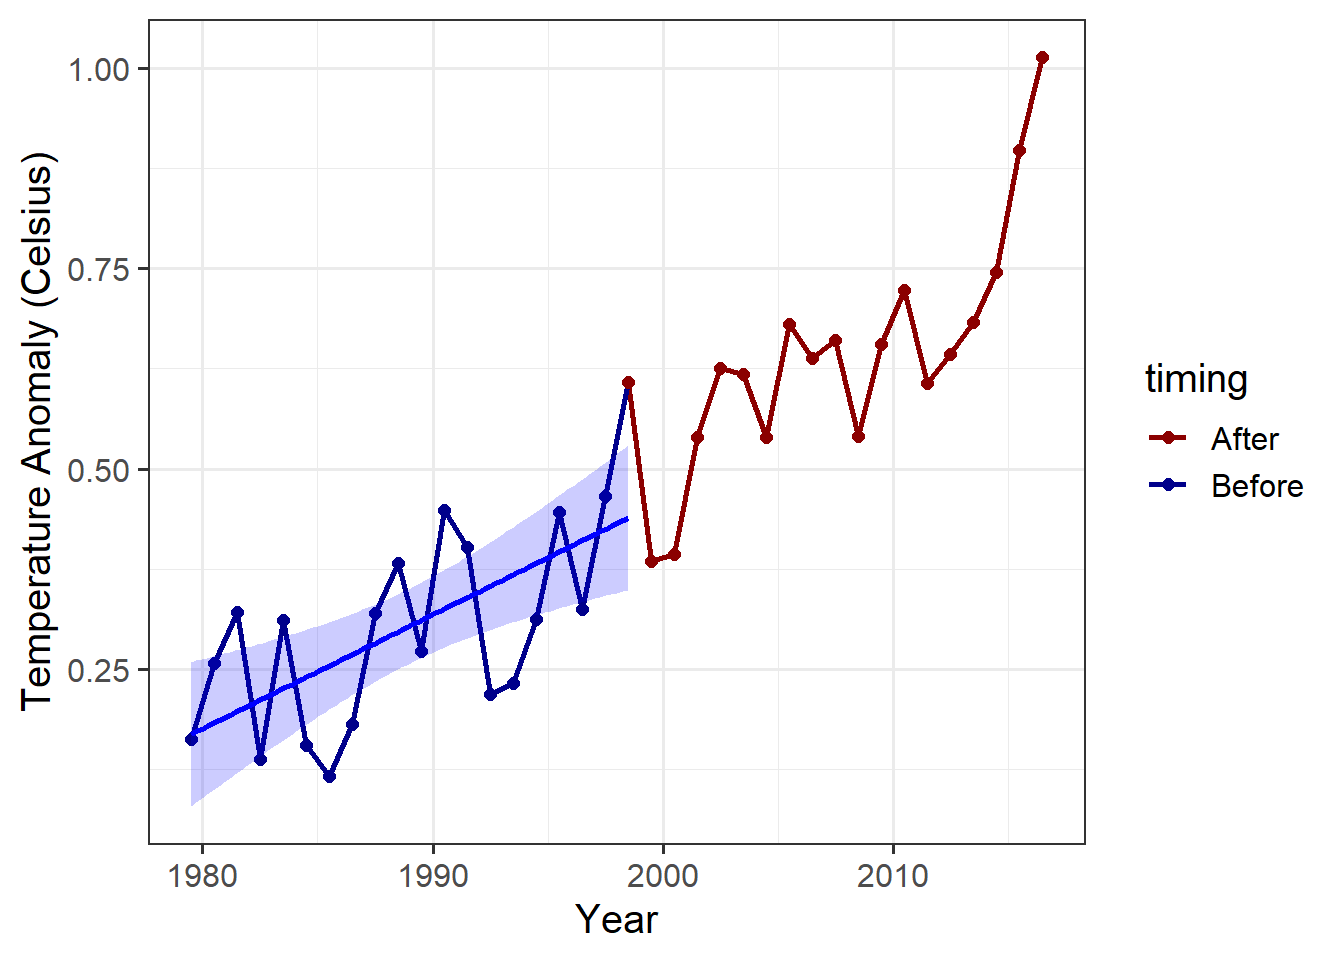 1.00
0.75
0.50
0.25
Temperature Anomaly (Celsius)
1980 1990 2000 2010
Year
timing
After
Before